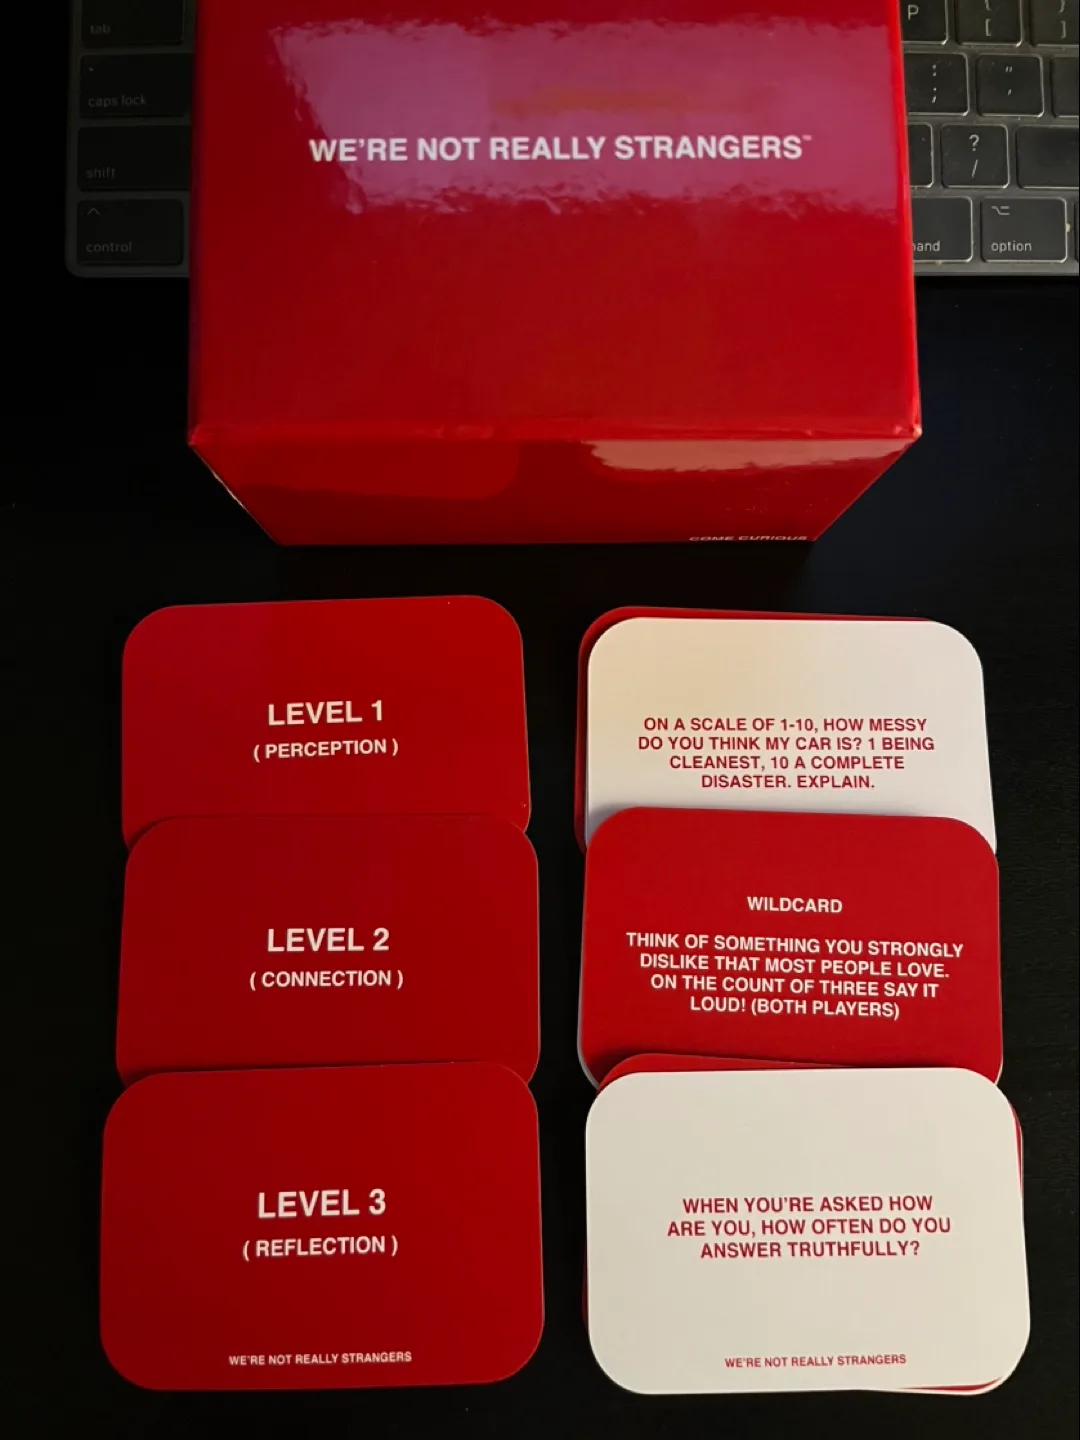 tab
P
{
[
}
]
caps lock
:
;
"
'
shift
?
/
^
control
⌥
option
WE'RE NOT REALLY STRANGERS™
COME CURIOUS
LEVEL 1
( PERCEPTION )
LEVEL 2
( CONNECTION )
LEVEL 3
( REFLECTION )
WE'RE NOT REALLY STRANGERS
ON A SCALE OF 1-10, HOW MESSY
DO YOU THINK MY CAR IS? 1 BEING
CLEANEST, 10 A COMPLETE
DISASTER. EXPLAIN.
WILDCARD
THINK OF SOMETHING YOU STRONGLY
DISLIKE THAT MOST PEOPLE LOVE.
ON THE COUNT OF THREE SAY IT
LOUD! (BOTH PLAYERS)
WHEN YOU'RE ASKED HOW
ARE YOU, HOW OFTEN DO YOU
ANSWER TRUTHFULLY?
WE'RE NOT REALLY STRANGERS